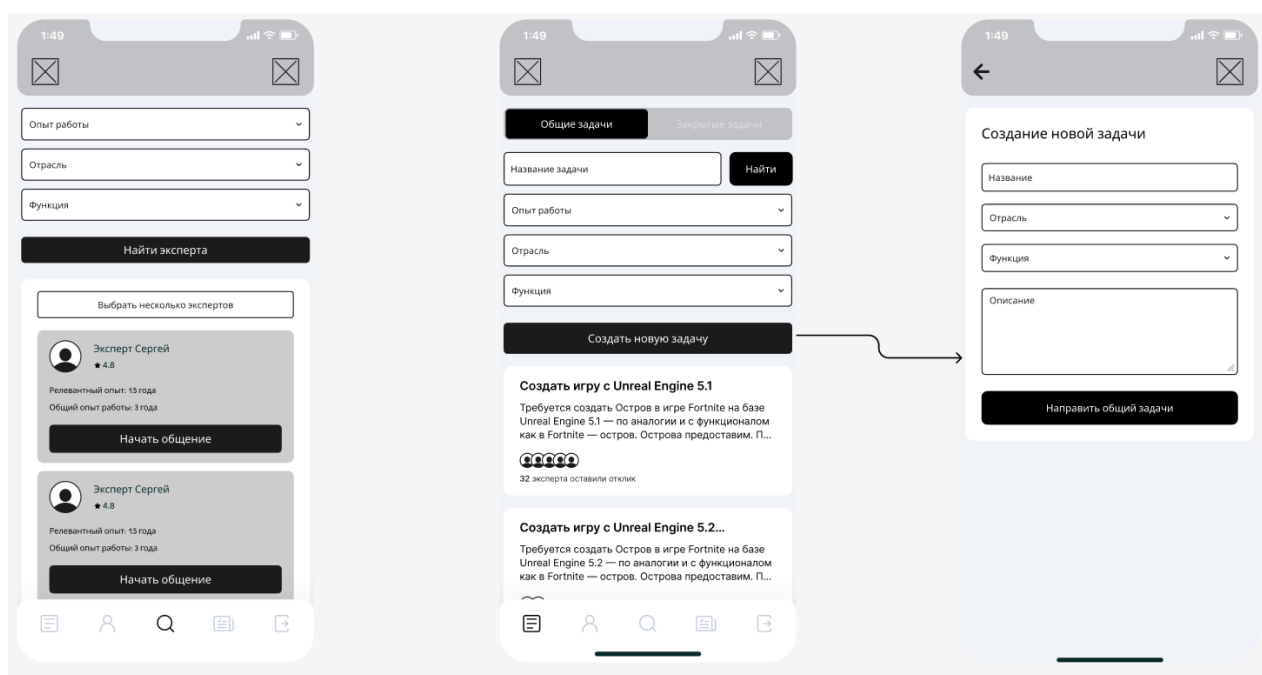 1:49
Опыт работы
Отрасль
Функция
Найти эксперта
Выбрать несколько экспертов
Эксперт Сергей
★ 4.8
Релевантный опыт: 1.5 года
Общий опыт работы: 3 года
Начать общение
Эксперт Сергей
★ 4.8
Релевантный опыт: 1.5 года
Общий опыт работы: 3 года
Начать общение
1:49
Общие задачи
Закрытые задачи
Название задачи
Найти
Опыт работы
Отрасль
Функция
Создать новую задачу
Создать игру с Unreal Engine 5.1
Требуется создать Остров в игре Fortnite на базе
Unreal Engine 5.1 — по аналогии и с функционалом
как в Fortnite — остров. Острова предоставим. П...
32 эксперта оставили отклик
Создать игру с Unreal Engine 5.2...
Требуется создать Остров в игре Fortnite на базе
Unreal Engine 5.2 — по аналогии и с функционалом
как в Fortnite — остров. Острова предоставим. П...
1:49
Создание новой задачи
Название
Отрасль
Функция
Описание
Направить общий задачи